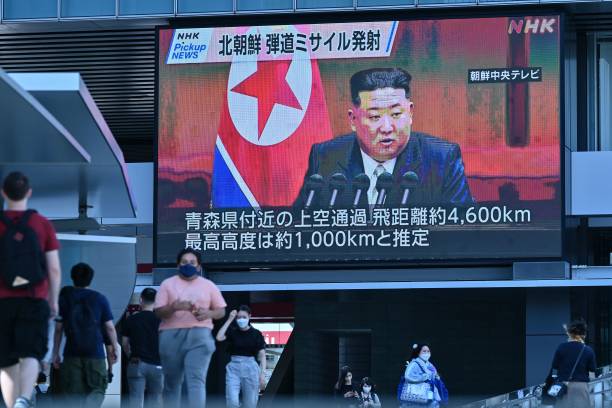 NHK
Pickup
NEWS
北朝鮮 弾道ミサイル発射
NHK
朝鮮中央テレビ
青森県付近の上空通過 飛距離約4,600km
最高高度は約1,000kmと推定